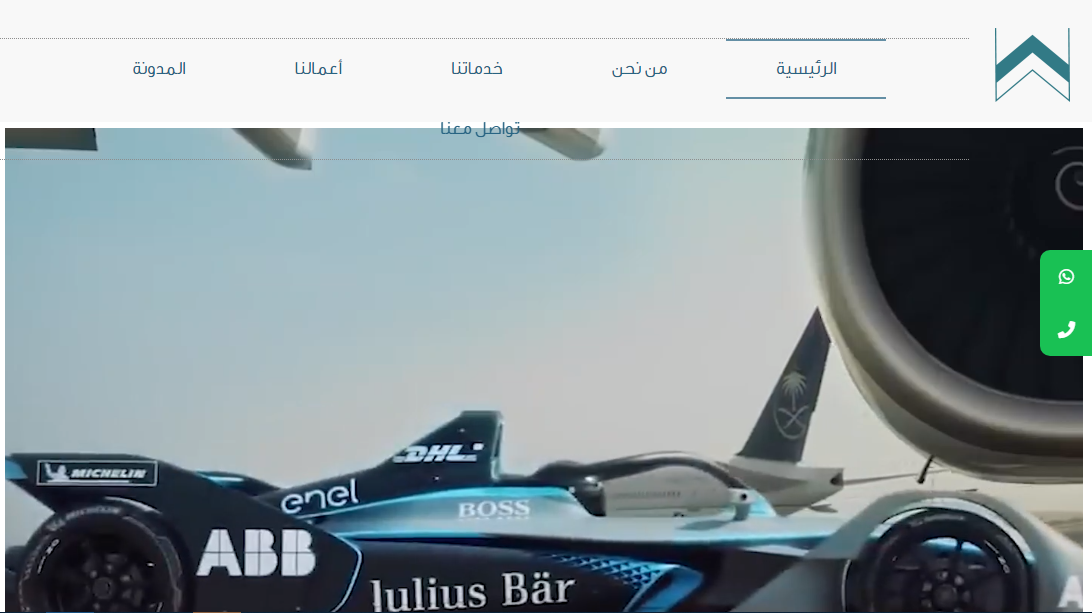 الرئيسية
من نحن
خدماتنا
أعمالنا
المدونة
تواصل معنا
DHL
MICHELIN
enel
BOSS
ABB
Julius Bär
A